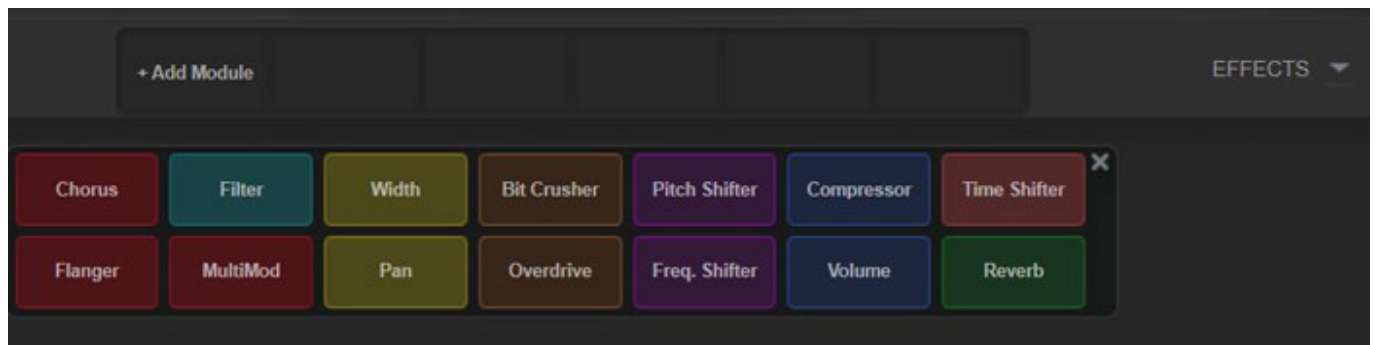 + Add Module
EFFECTS
Chorus Filter Width Bit Crusher Pitch Shifter Compressor Time Shifter
Flanger MultiMod Pan Overdrive Freq. Shifter Volume Reverb